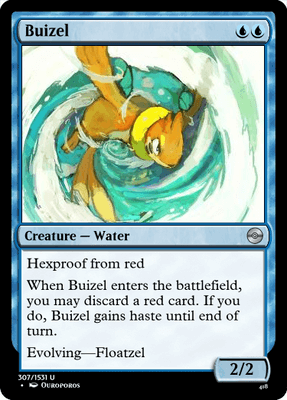 Buizel
Creature — Water
Hexproof from red
When Buizel enters the battlefield,
you may discard a red card. If you
do, Buizel gains haste until end of
turn.
Evolving—Floatzel
2/2
307/1531 U
• Ouroporos
418